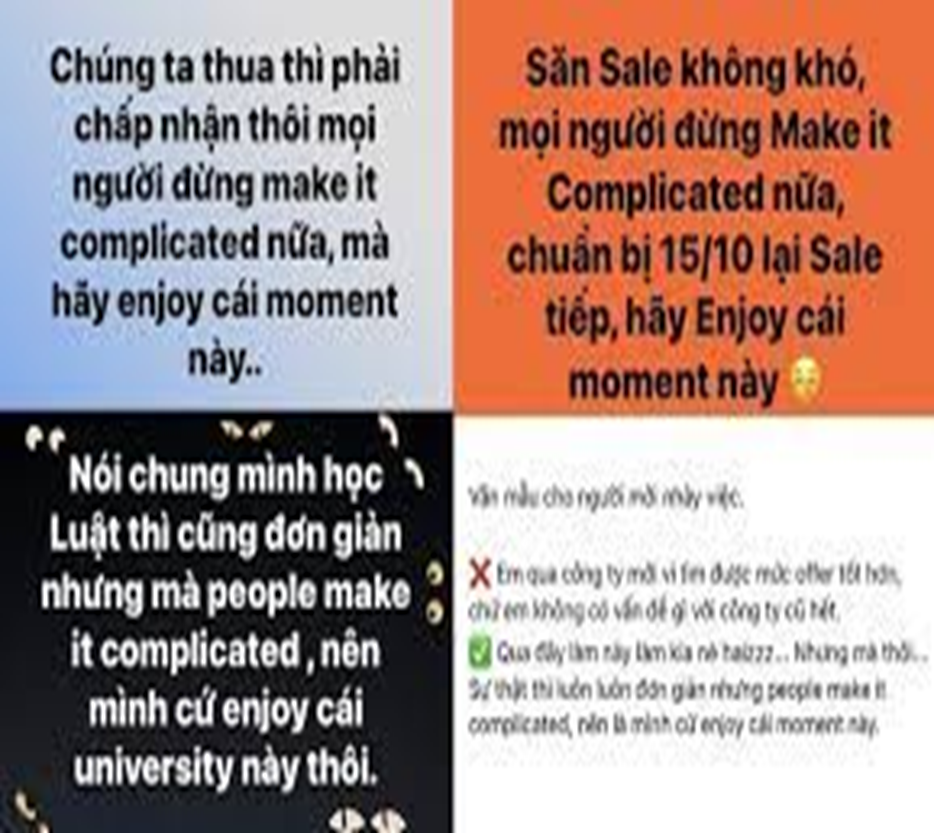 Chúng ta thua thì phải
chấp nhận thôi mọi
người đừng make it
complicated nữa, mà
hãy enjoy cái moment
này..
Săn Sale không khó,
mọi người đừng Make it
Complicated nữa,
chuẩn bị 15/10 lại Sale
tiếp, hãy Enjoy cái
moment này 😚
Nói chung mình học
Luật thì cũng đơn giản
nhưng mà people make
it complicated , nên
mình cứ enjoy cái
university này thôi.
Văn mẫu cho người mới nhảy việc.
❌ Em qua công ty mới vì tìm được mức offer tốt hơn,
chứ em không có vấn đề gì với công ty cũ hết.
✅ Qua đây làm này làm kia nè haizzz... Nhưng mà thôi...
Sự thật thì luôn luôn đơn giản nhưng people make it
complicated, nên là mình cứ enjoy cái moment này.